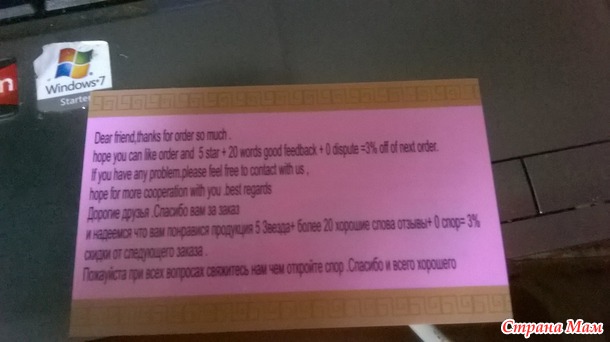 Windows 7
Starte
Dear friend,thanks for order so much .
hope you can like order and 5 star + 20 words good feedback + 0 dispute =3% off of next order.
If you have any problem,please feel free to contact with us ,
hope for more cooperation with you .best regards
Дорогие друзья .Спасибо вам за заказ
и надеемся что вам понравися продукция 5 Звезда+ более 20 хорошие слова отзывы+ 0 спор= 3%
скидки от следующего заказа .
Пожауйста при всех вопросах свяжитесь нам чем откройте спор .Спасибо и всего хорошего
Страна Мам